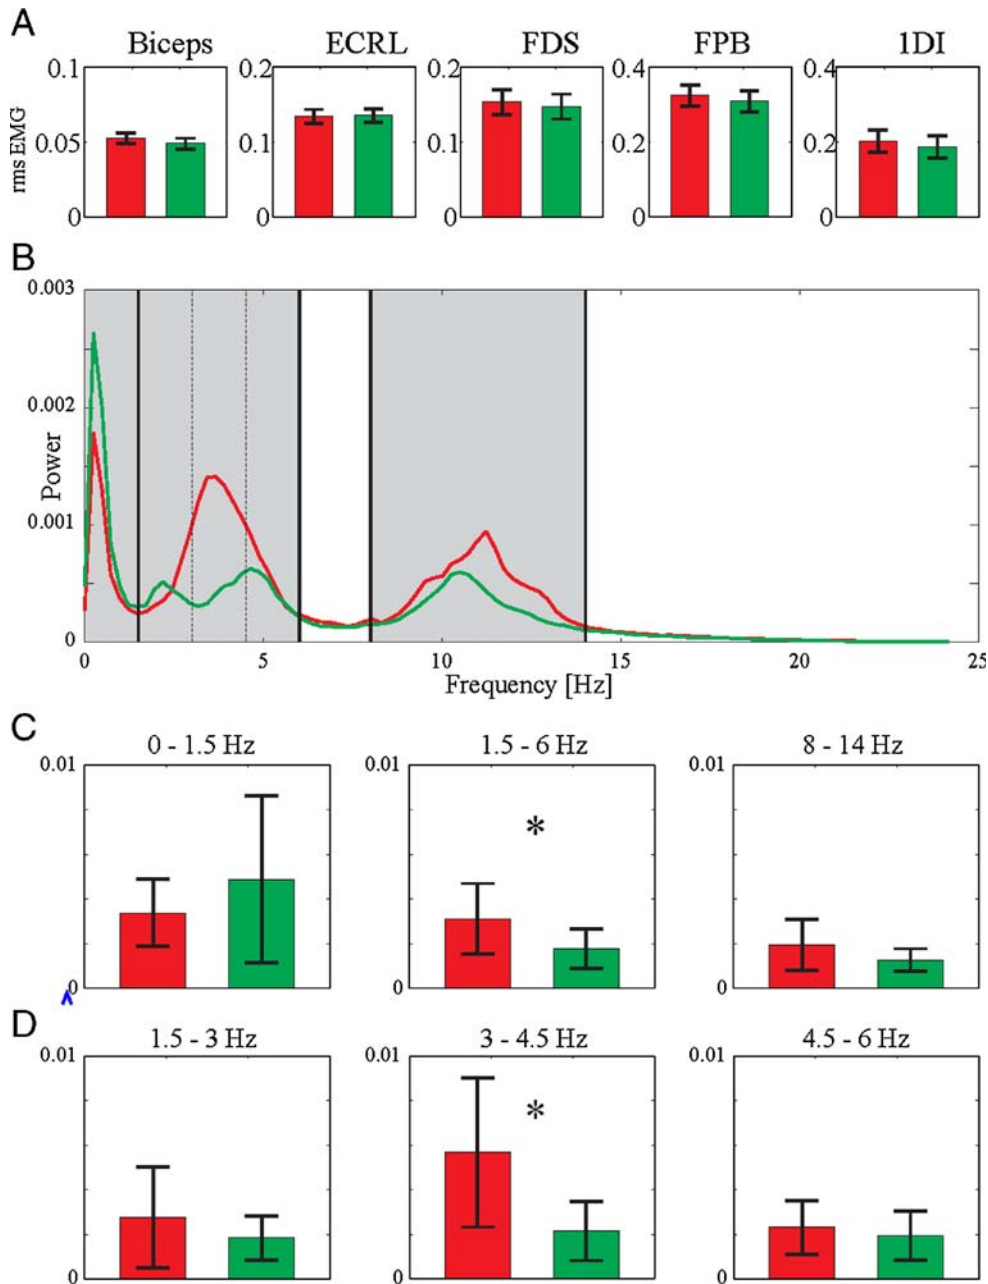 A
Biceps ECRL FDS FPB 1DI
0.1 0.2 0.2 0.4 0.4
rms EMG
0.05 0.1 0.1 0.2 0.2
0 0 0 0 0
B
0.003
0.002
Power
0.001
0
0 5 10 15 20 25
Frequency [Hz]
C
0 - 1.5 Hz 1.5 - 6 Hz 8 - 14 Hz
0.01 0.01 0.01
*
0 0 0
D
1.5 - 3 Hz 3 - 4.5 Hz 4.5 - 6 Hz
0.01 0.01 0.01
*
0 0 0